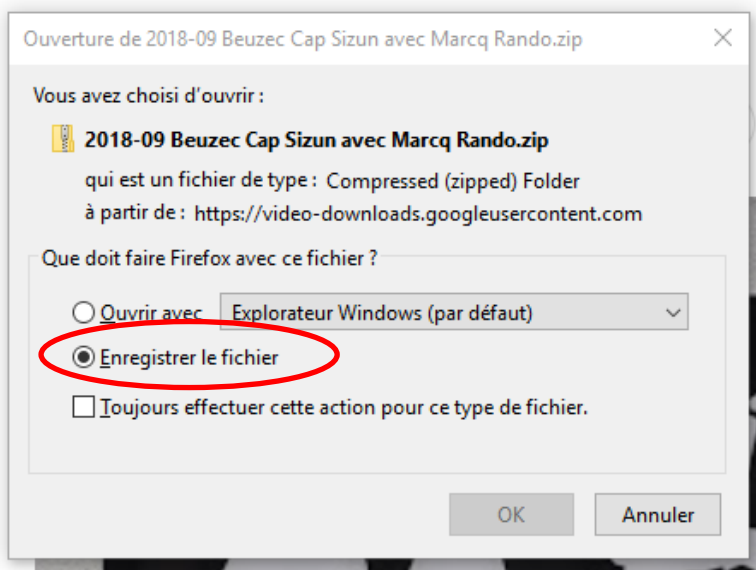 Ouverture de 2018-09 Beuzec Cap Sizun avec Marcq Rando.zip
Vous avez choisi d'ouvrir :
2018-09 Beuzec Cap Sizun avec Marcq Rando.zip
qui est un fichier de type : Compressed (zipped) Folder
à partir de : https://video-downloads.googleusercontent.com
Que doit faire Firefox avec ce fichier ?
Ouvrir avec Explorateur Windows (par défaut)
Enregistrer le fichier
Toujours effectuer cette action pour ce type de fichier.
OK Annuler